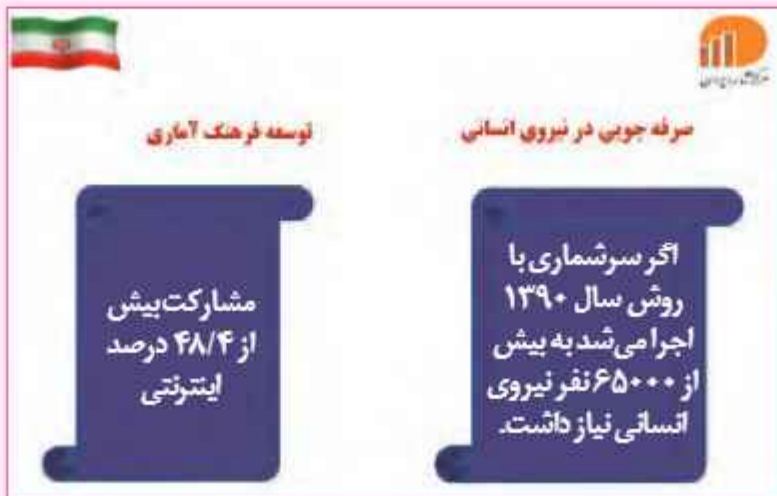 صرفه جویی در نیروی انسانی
اگر سرشماری با
روش سال ۱۳۹۰
اجرا می‌شد به بیش
از ۶۵۰۰۰ نفر نیروی
انسانی نیاز داشت.
توسعه فرهنگ آماری
مشارکت بیش
از ۴۸/۴ درصد
اینترنتی